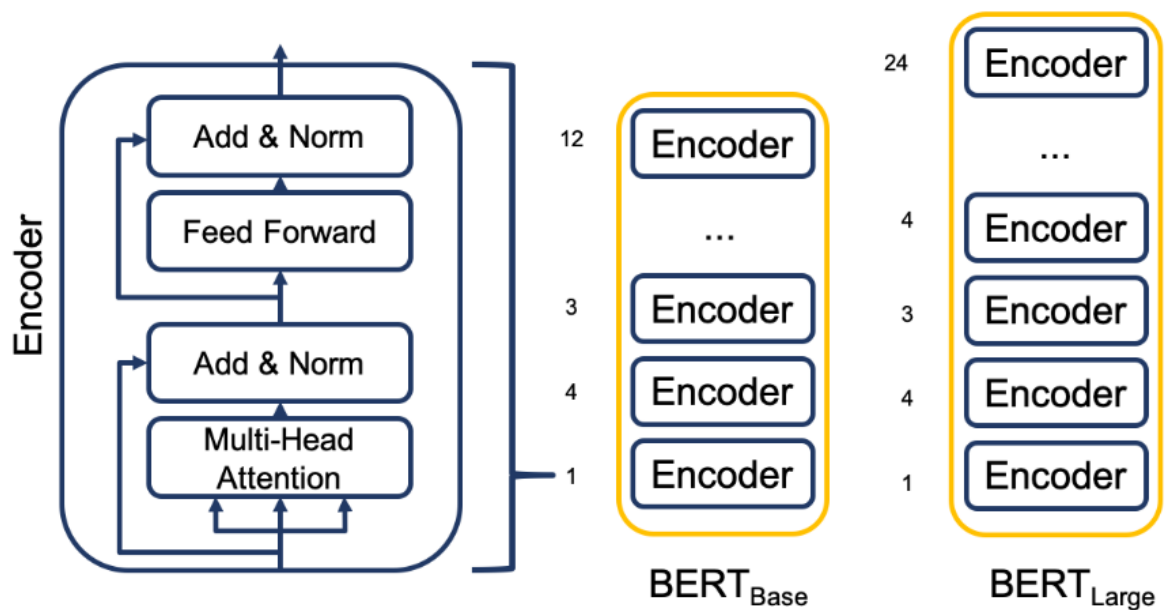 Encoder
Add & Norm
Feed Forward
Add & Norm
Multi-Head
Attention
12
Encoder
...
3
Encoder
4
Encoder
1
Encoder
BERTBase
24
Encoder
...
4
Encoder
3
Encoder
4
Encoder
1
Encoder
BERTLarge